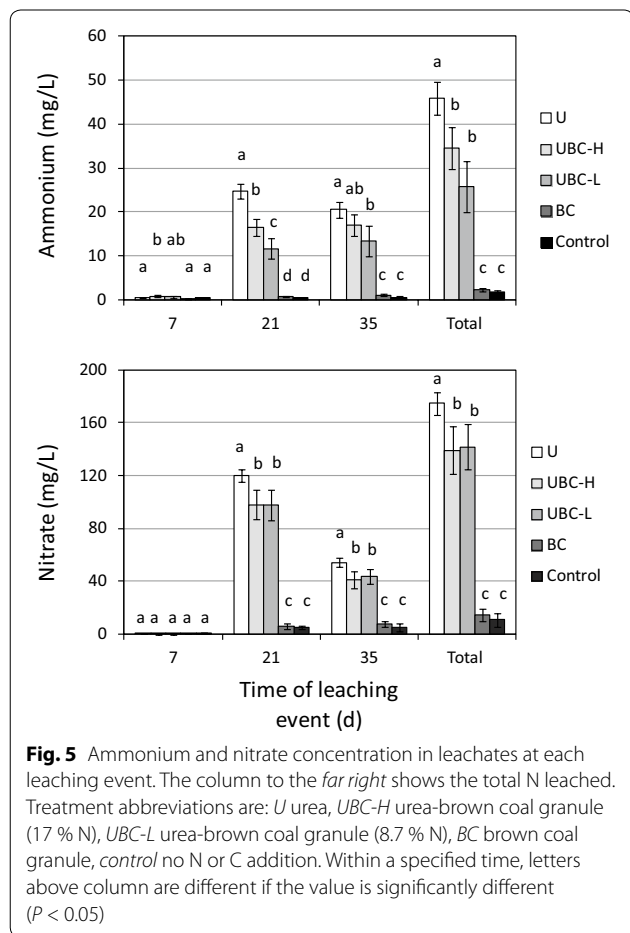 60
50
40
30
20
10
0
Ammonium (mg/L)
a b ab a a
a b c d d
a ab b c c
a b b c c
7 21 35 Total
U
UBC-H
UBC-L
BC
Control
200
160
120
80
40
0
Nitrate (mg/L)
a a a a a
a b b c c
a b b c c
a b b c c
7 21 35 Total
U
UBC-H
UBC-L
BC
Control
Time of leaching
event (d)
Fig. 5 Ammonium and nitrate concentration in leachates at each
leaching event. The column to the far right shows the total N leached.
Treatment abbreviations are: U urea, UBC-H urea-brown coal granule
(17 % N), UBC-L urea-brown coal granule (8.7 % N), BC brown coal
granule, control no N or C addition. Within a specified time, letters
above column are different if the value is significantly different
(P < 0.05)